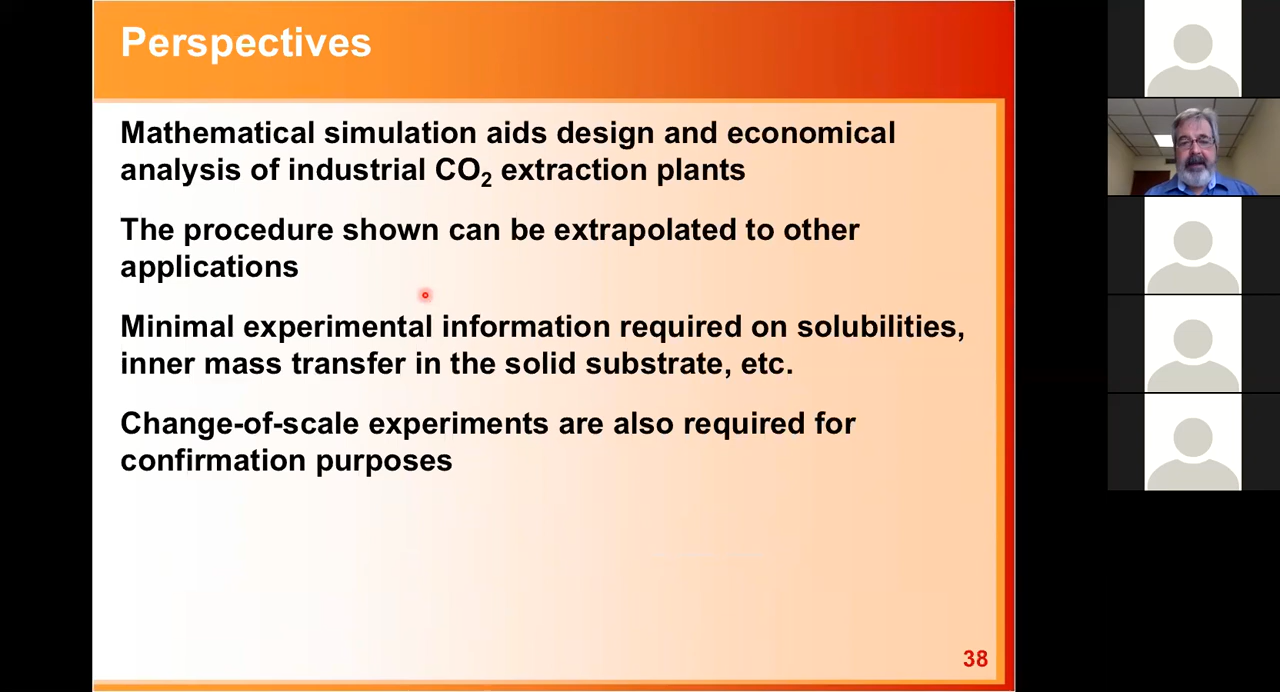 Perspectives
Mathematical simulation aids design and economical
analysis of industrial CO₂ extraction plants
The procedure shown can be extrapolated to other
applications
Minimal experimental information required on solubilities,
inner mass transfer in the solid substrate, etc.
Change-of-scale experiments are also required for
confirmation purposes
38